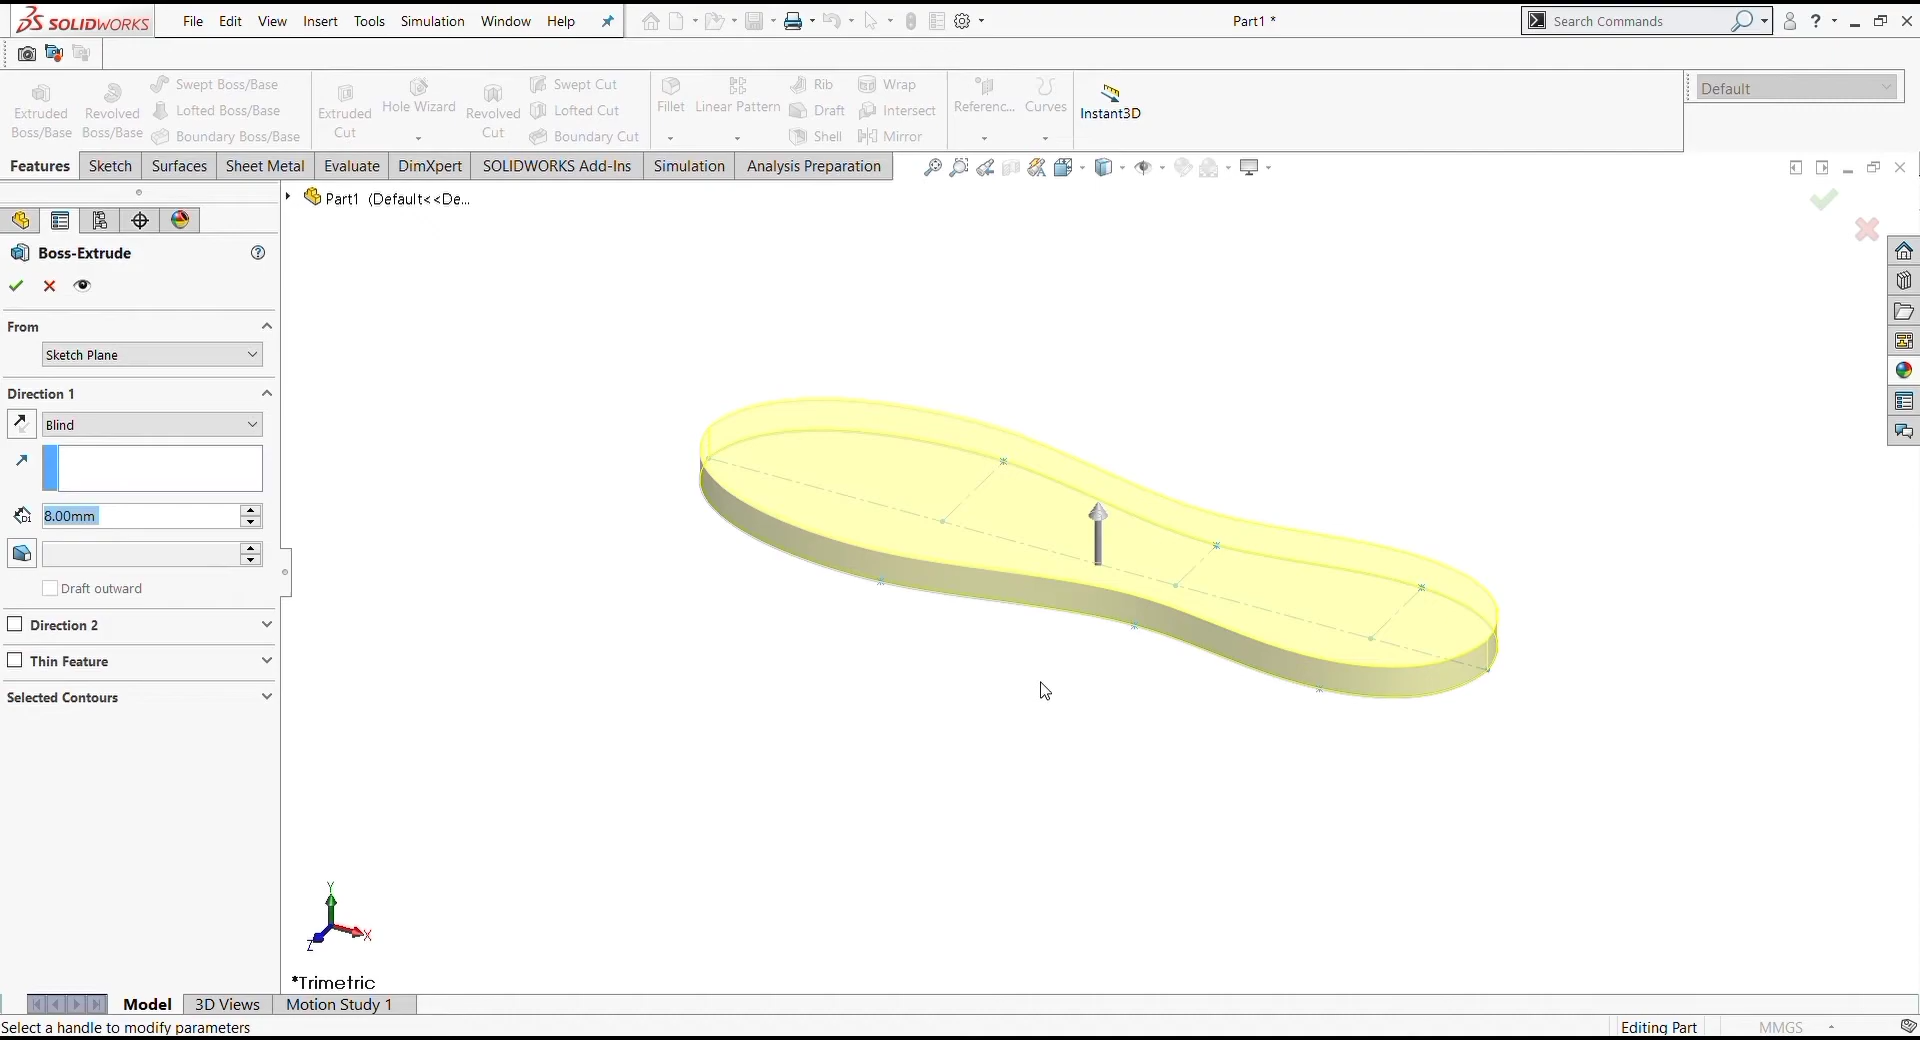 SOLIDWORKS File Edit View Insert Tools Simulation Window Help Part1 * Search Commands ?
Extruded Boss/Base
Revolved Boss/Base
Swept Boss/Base
Lofted Boss/Base
Boundary Boss/Base
Extruded Cut
Hole Wizard
Revolved Cut
Swept Cut
Lofted Cut
Boundary Cut
Fillet
Linear Pattern
Rib
Draft
Shell
Wrap
Intersect
Mirror
Referenc...
Curves
Instant3D
Default
Features Sketch Surfaces Sheet Metal Evaluate DimXpert SOLIDWORKS Add-Ins Simulation Analysis Preparation
Part1 (Default<<De...
Boss-Extrude
From
Sketch Plane
Direction 1
Blind
D1 8.00mm
Draft outward
Direction 2
Thin Feature
Selected Contours
Y
X
Z
*Trimetric
Model 3D Views Motion Study 1
Select a handle to modify parameters Editing Part MMGS